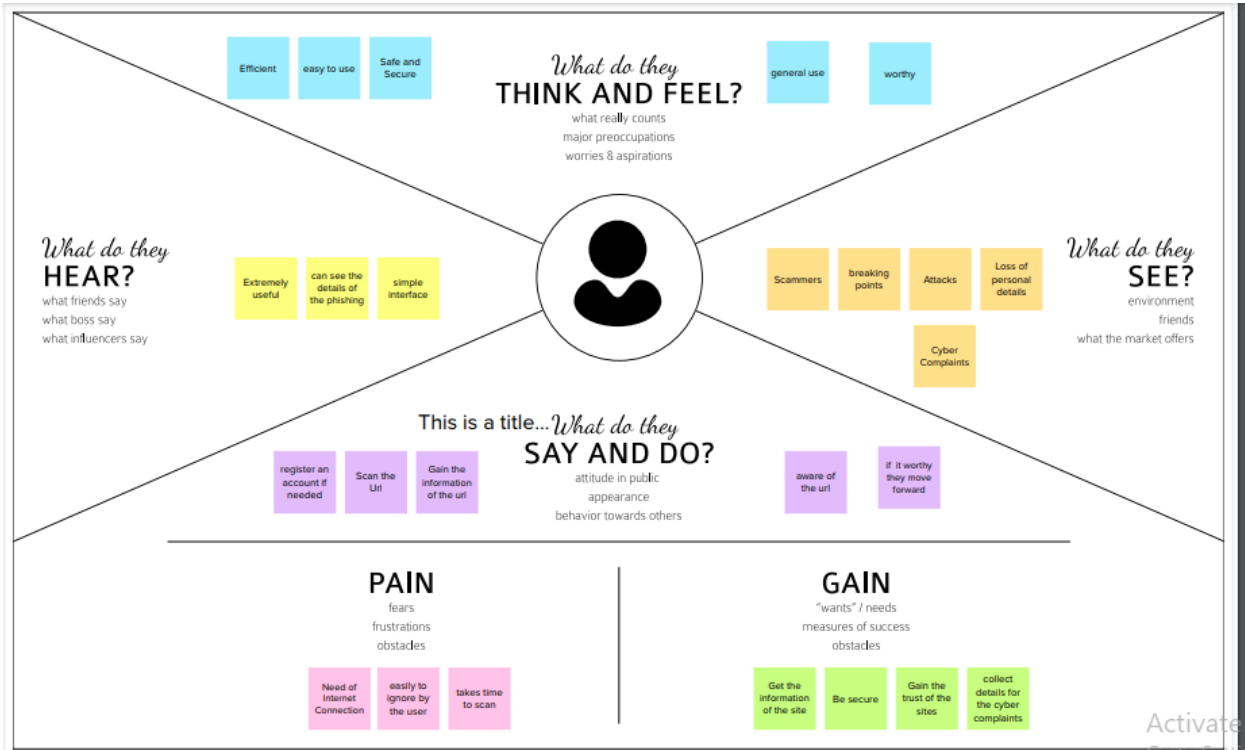 Efficient
easy to use
Safe and
Secure
What do they
THINK AND FEEL?
what really counts
major preoccupations
worries & aspirations
general use
worthy
What do they
HEAR?
what friends say
what boss say
what influencers say
Extremely
useful
can see the
details of
the phishing
simple
interface
Scammers
breaking
points
Attacks
Loss of
personal
details
Cyber
Complaints
What do they
SEE?
environment
friends
what the market offers
This is a title...
What do they
SAY AND DO?
attitude in public
appearance
behavior towards others
register an
account if
needed
Scan the
Url
Gain the
information
of the url
aware of
the url
if it worthy
they move
forward
PAIN
fears
frustrations
obstacles
Need of
Internet
Connection
easily to
ignore by
the user
takes time
to scan
GAIN
"wants" / needs
measures of success
obstacles
Get the
information
of the site
Be secure
Gain the
trust of the
sites
collect
details for
the cyber
complaints
Activate